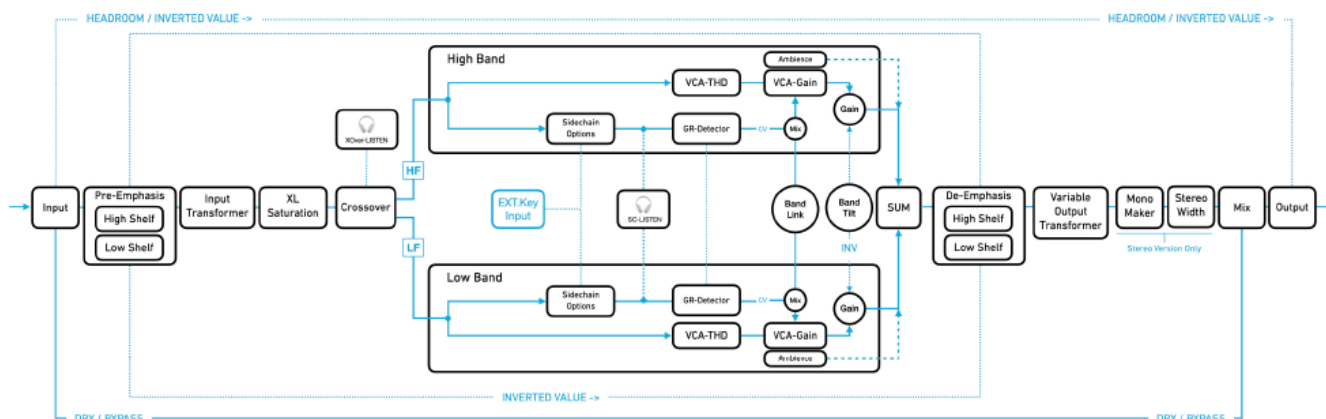 HEADROOM / INVERTED VALUE ->
HEADROOM / INVERTED VALUE ->
High Band
Ambience
VCA-THD
VCA-Gain
Gain
XOver-LISTEN
Sidechain
Options
GR-Detector
CV
Mix
HF
Input
Pre-Emphasis
High Shelf
Low Shelf
Input
Transformer
XL
Saturation
Crossover
EXT.Key
Input
SC-LISTEN
Band
Link
Band
Tilt
SUM
De-Emphasis
High Shelf
Low Shelf
Variable
Output
Transformer
Mono
Maker
Stereo
Width
Mix
Output
Stereo Version Only
LF
INV
Low Band
Sidechain
Options
GR-Detector
CV
Mix
Gain
VCA-THD
VCA-Gain
Ambience
INVERTED VALUE ->
DRY / BYPASS
DRY / BYPASS